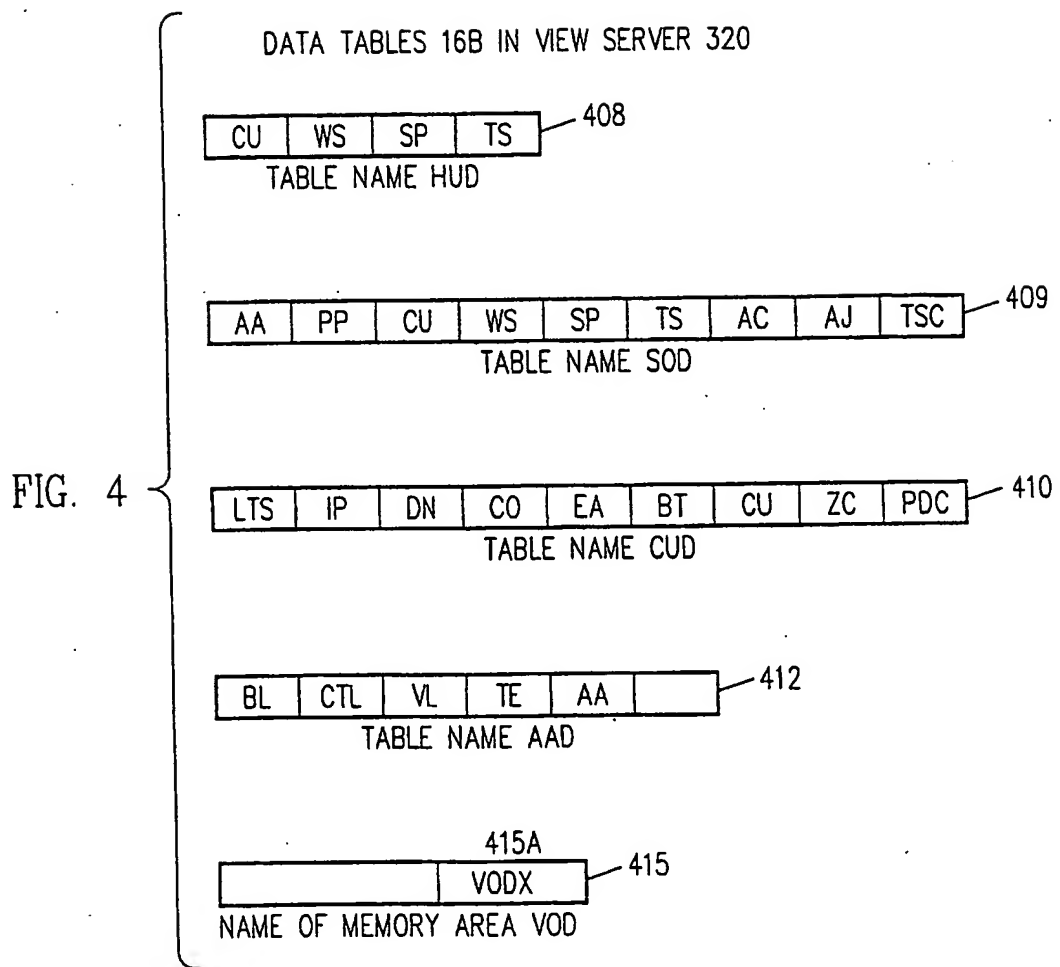 DATA TABLES 16B IN VIEW SERVER 320
CU WS SP TS 408
TABLE NAME HUD
AA PP CU WS SP TS AC AJ TSC 409
TABLE NAME SOD
FIG. 4
LTS IP DN CO EA BT CU ZC PDC 410
TABLE NAME CUD
BL CTL VL TE AA 412
TABLE NAME AAD
415A
VODX 415
NAME OF MEMORY AREA VOD